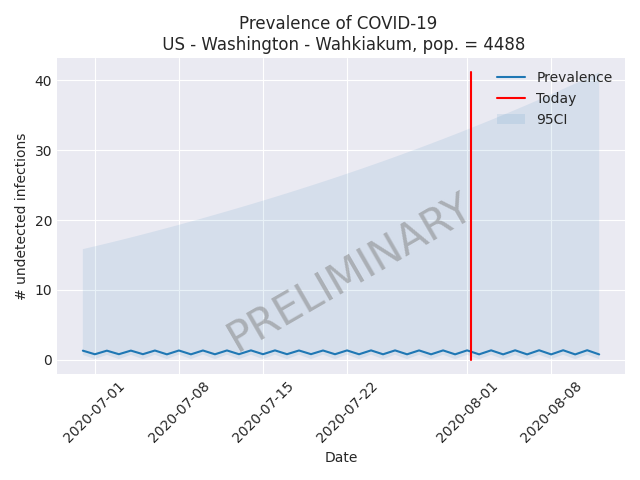 Prevalence of COVID-19
US - Washington - Wahkiakum, pop. = 4488
Prevalence
Today
95CI
# undetected infections
40
30
20
10
0
PRELIMINARY
2020-07-01
2020-07-08
2020-07-15
2020-07-22
2020-08-01
2020-08-08
Date